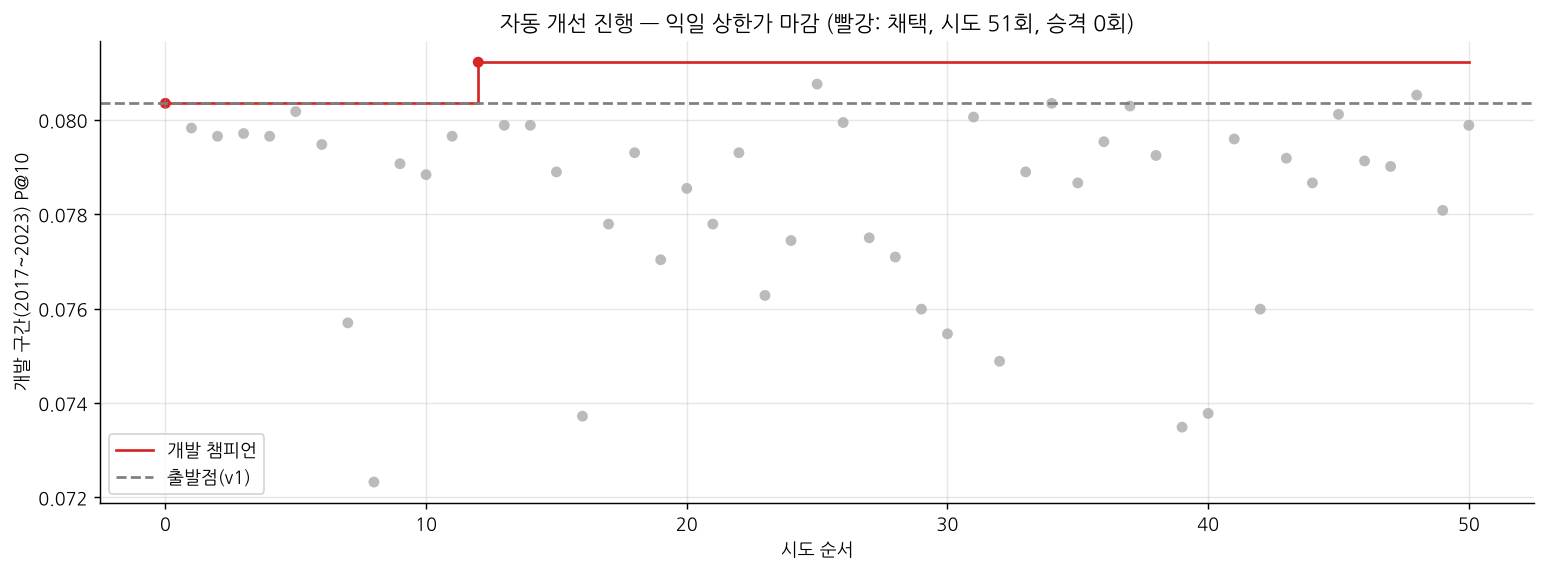 자동 개선 진행 — 익일 상한가 마감 (빨강: 채택, 시도 51회, 승격 0회)
개발 구간(2017~2023) P@10
0.080
0.078
0.076
0.074
0.072
개발 챔피언
출발점(v1)
0 10 20 30 40 50
시도 순서